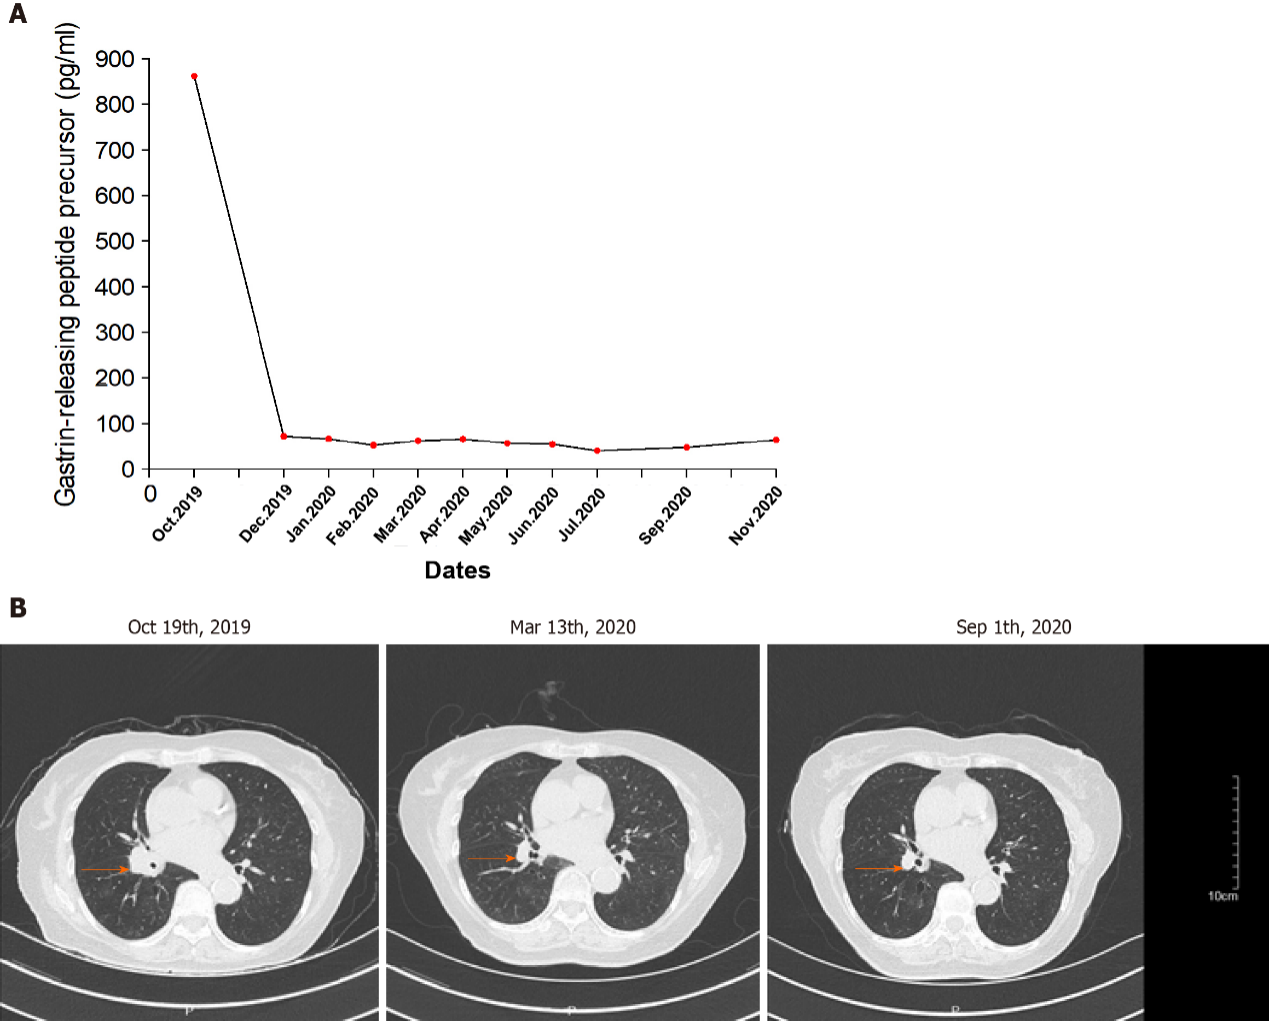 A
Gastrin-releasing peptide precursor (pg/ml)
900
800
700
600
500
400
300
200
100
0
0
Oct.2019
Dec.2019
Jan.2020
Feb.2020
Mar.2020
Apr.2020
May.2020
Jun.2020
Jul.2020
Sep.2020
Nov.2020
Dates
B
Oct 19th, 2019
Mar 13th, 2020
Sep 1th, 2020
10cm
P
P
P